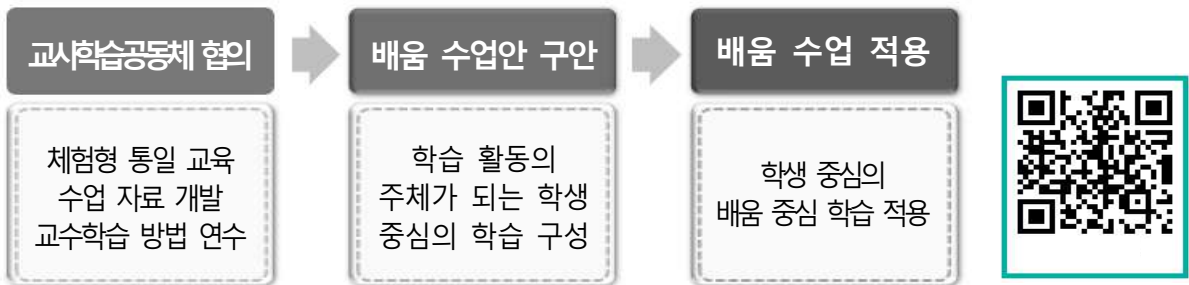 교사학습공동체 협의
배움 수업안 구안
배움 수업 적용
체험형 통일 교육
수업 자료 개발
교수학습 방법 연수
학습 활동의
주체가 되는 학생
중심의 학습 구성
학생 중심의
배움 중심 학습 적용